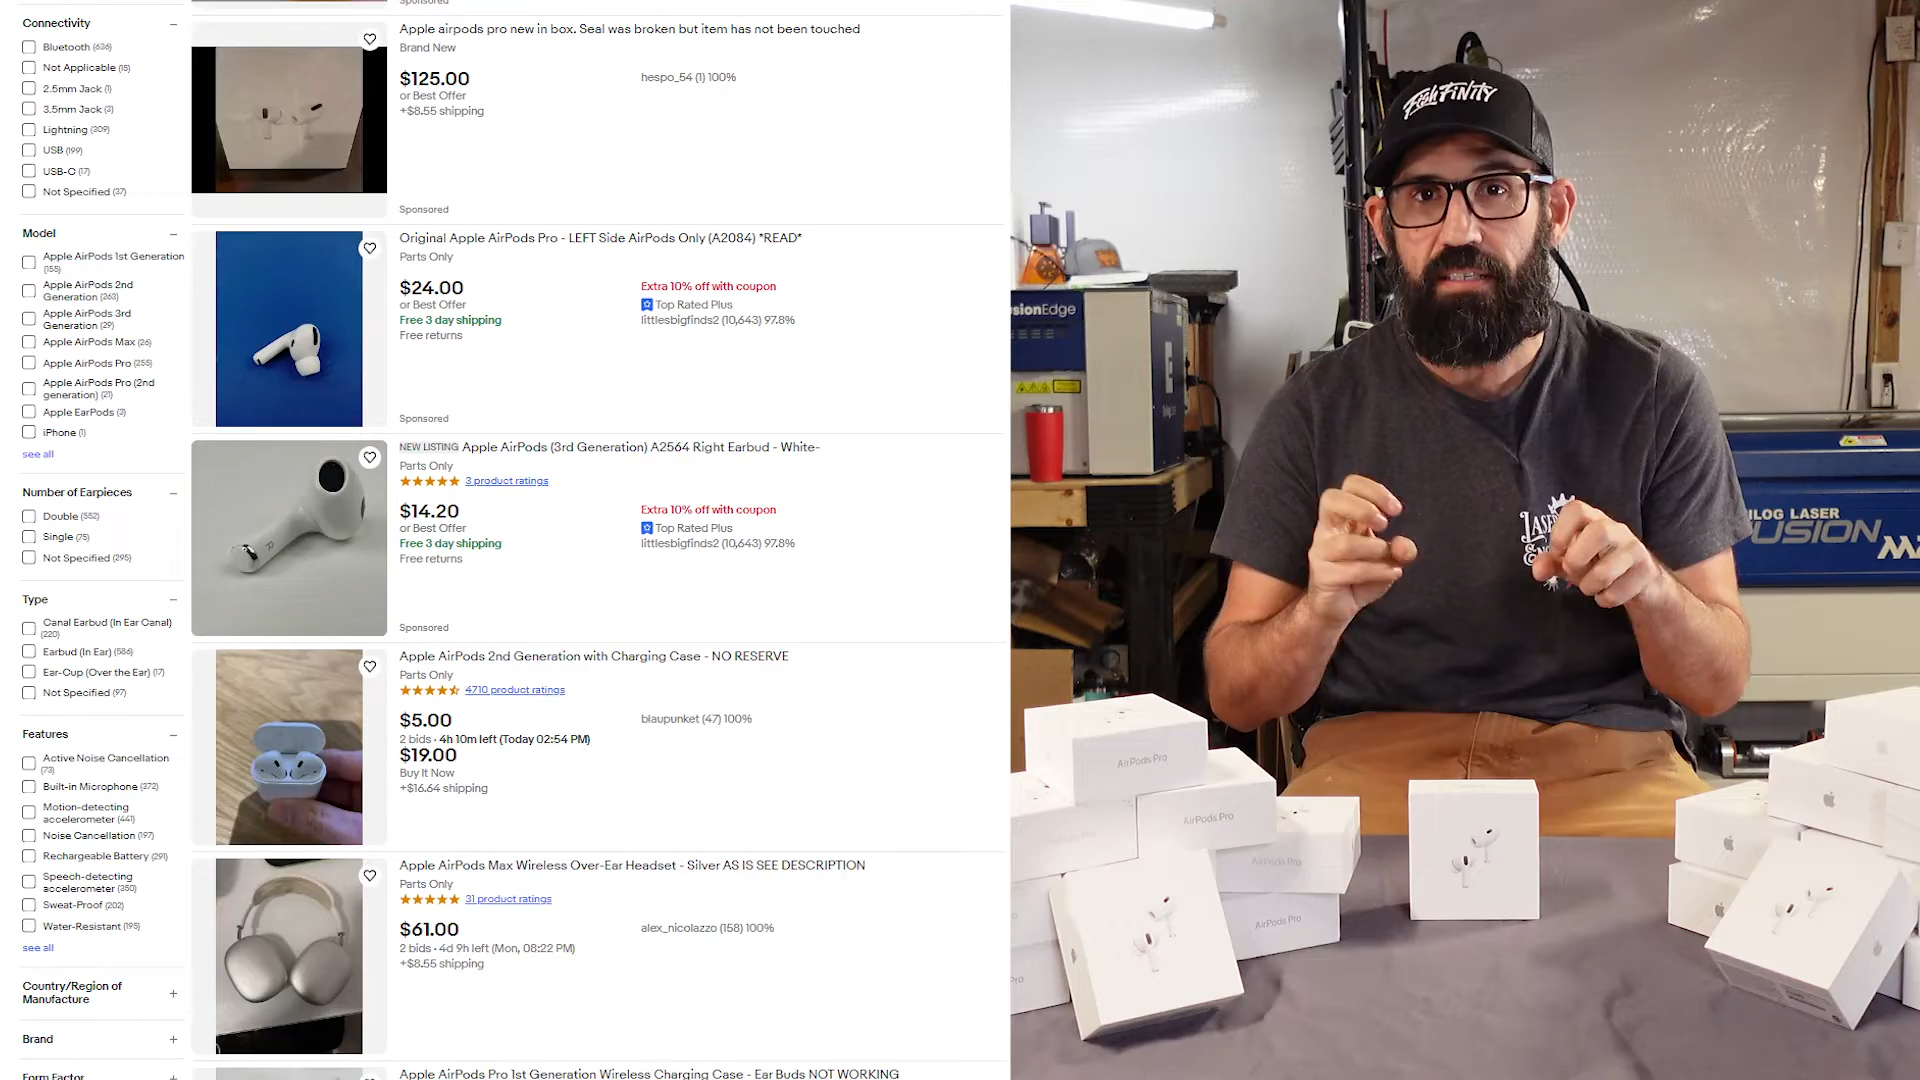 Connectivity
Bluetooth (636)
Not Applicable (15)
2.5mm Jack (1)
3.5mm Jack (3)
Lightning (309)
USB (199)
USB-C (17)
Not Specified (37)
Model
Apple AirPods 1st Generation
(155)
Apple AirPods 2nd
Generation (263)
Apple AirPods 3rd
Generation (29)
Apple AirPods Max (26)
Apple AirPods Pro (255)
Apple AirPods Pro (2nd
generation) (21)
Apple EarPods (3)
iPhone (1)
see all
Number of Earpieces
Double (552)
Single (75)
Not Specified (295)
Type
Canal Earbud (In Ear Canal)
(220)
Earbud (In Ear) (586)
Ear-Cup (Over the Ear) (17)
Not Specified (97)
Features
Active Noise Cancellation
(73)
Built-in Microphone (372)
Motion-detecting
accelerometer (441)
Noise Cancellation (197)
Rechargeable Battery (291)
Speech-detecting
accelerometer (350)
Sweat-Proof (202)
Water-Resistant (195)
see all
Country/Region of
Manufacture
Brand
Form Factor
Sponsored
Apple airpods pro new in box. Seal was broken but item has not been touched
Brand New
$125.00
or Best Offer
+$8.55 shipping
hespo_54 (1) 100%
Sponsored
Original Apple AirPods Pro - LEFT Side AirPods Only (A2084) *READ*
Parts Only
$24.00
or Best Offer
Free 3 day shipping
Free returns
Extra 10% off with coupon
Top Rated Plus
littlesbigfinds2 (10,643) 97.8%
Sponsored
NEW LISTING Apple AirPods (3rd Generation) A2564 Right Earbud - White-
Parts Only
3 product ratings
$14.20
or Best Offer
Free 3 day shipping
Free returns
Extra 10% off with coupon
Top Rated Plus
littlesbigfinds2 (10,643) 97.8%
Sponsored
Apple AirPods 2nd Generation with Charging Case - NO RESERVE
Parts Only
4710 product ratings
$5.00
2 bids · 4h 10m left (Today 02:54 PM)
$19.00
Buy It Now
+$16.64 shipping
blaupunket (47) 100%
Apple AirPods Max Wireless Over-Ear Headset - Silver AS IS SEE DESCRIPTION
Parts Only
31 product ratings
$61.00
2 bids · 4d 9h left (Mon, 08:22 PM)
+$8.55 shipping
alex_nicolazzo (158) 100%
Apple AirPods Pro 1st Generation Wireless Charging Case - Ear Buds NOT WORKING
FishFinity
sionEdge
LASER
ILOG LASER
USION
AirPods Pro
AirPods Pro
AirPods Pro
AirPods Pro